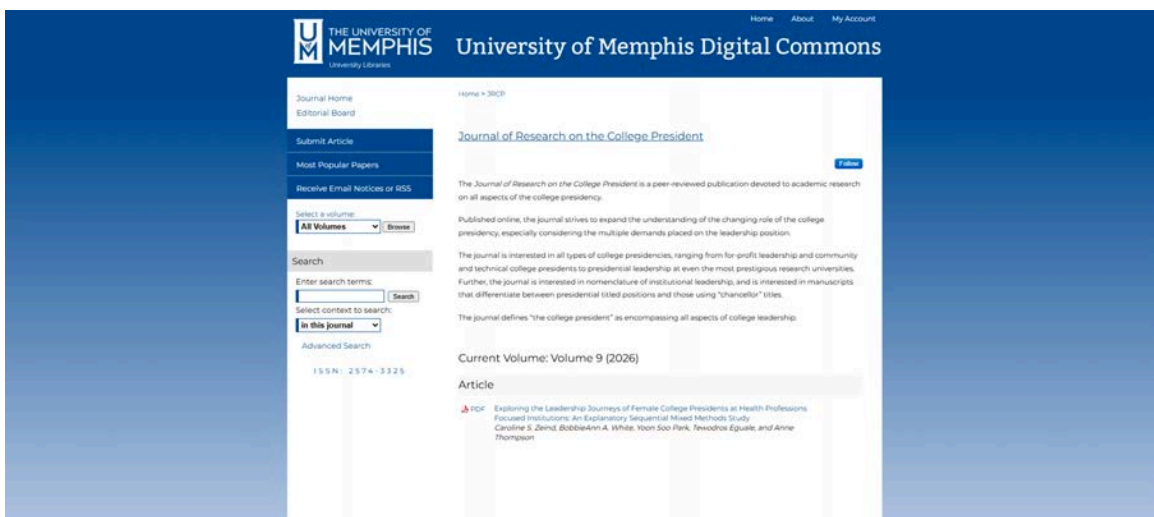 Home About My Account
THE UNIVERSITY OF
MEMPHIS
University Libraries
University of Memphis Digital Commons
Journal Home
Editorial Board
Submit Article
Most Popular Papers
Receive Email Notices or RSS
Select a volume:
All Volumes Browse
Search
Enter search terms:
Search
Select context to search:
in this journal
Advanced Search
ISSN: 2574-3325
Home > JRCP
Journal of Research on the College President
Follow
The Journal of Research on the College President is a peer-reviewed publication devoted to academic research
on all aspects of the college presidency.
Published online, the journal strives to expand the understanding of the changing role of the college
presidency, especially considering the multiple demands placed on the leadership position.
The journal is interested in all types of college presidencies, ranging from for-profit leadership and community
and technical college presidents to presidential leadership at even the most prestigious research universities.
Further, the journal is interested in nomenclature of institutional leadership, and is interested in manuscripts
that differentiate between presidential titled positions and those using "chancellor" titles.
The journal defines "the college president" as encompassing all aspects of college leadership.
Current Volume: Volume 9 (2026)
Article
PDF Exploring the Leadership Journeys of Female College Presidents at Health Professions
Focused Institutions: An Explanatory Sequential Mixed Methods Study
Caroline S. Zeind, BobbieAnn A. White, Yoon Soo Park, Tewodros Eguale, and Anne
Thompson